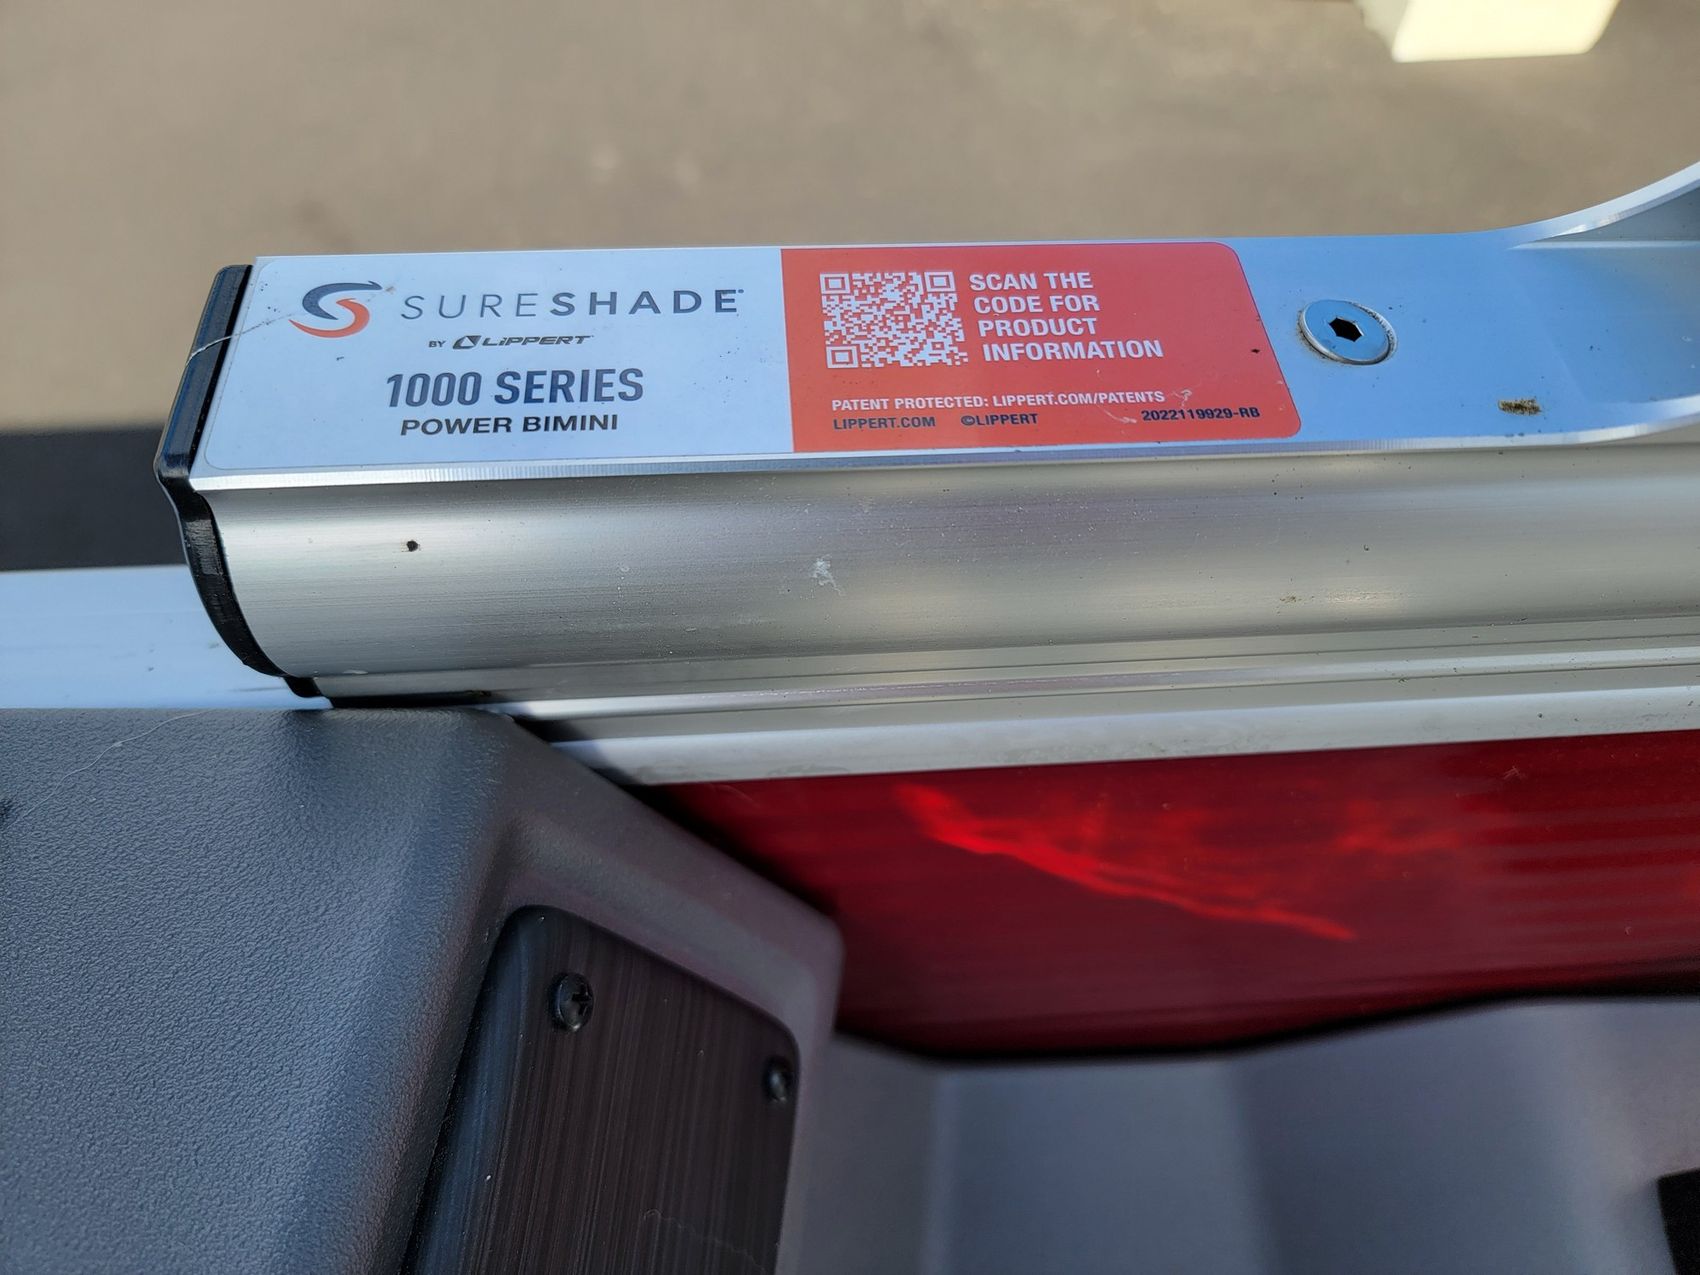 SURESHADE®
BY LIPPERT™
1000 SERIES
POWER BIMINI
SCAN THE
CODE FOR
PRODUCT
INFORMATION
PATENT PROTECTED: LIPPERT.COM/PATENTS
LIPPERT.COM ©LIPPERT 2022119929-RB